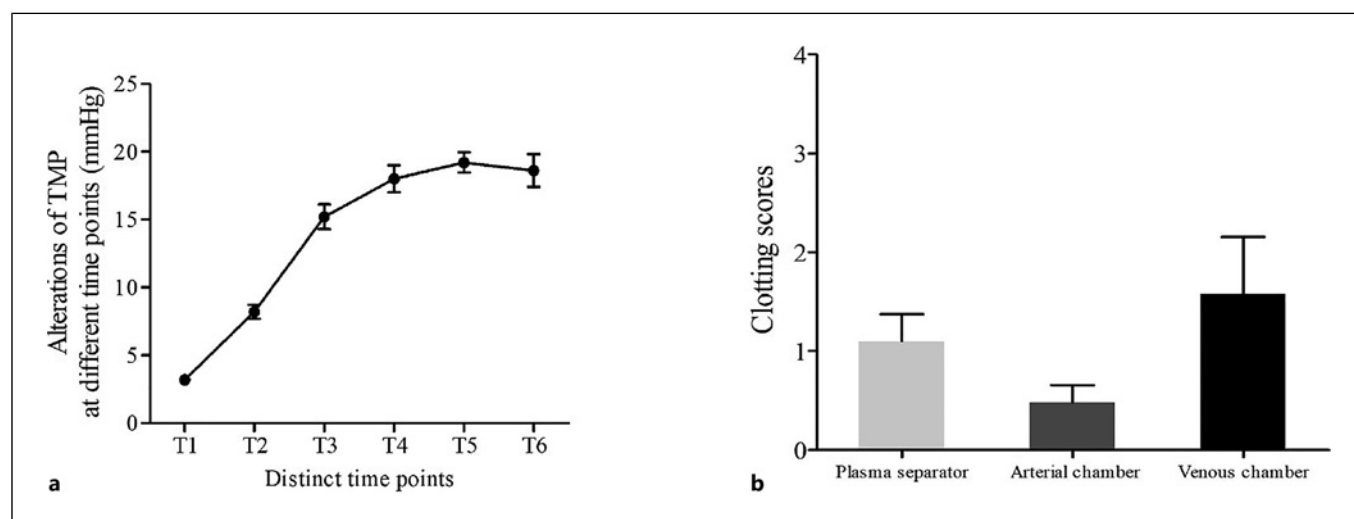 Alterations of TMP
at different time points (mmHg)
25
20
15
10
5
0
T1 T2 T3 T4 T5 T6
Distinct time points
a
Clotting scores
4
3
2
1
0
Plasma separator Arterial chamber Venous chamber
b